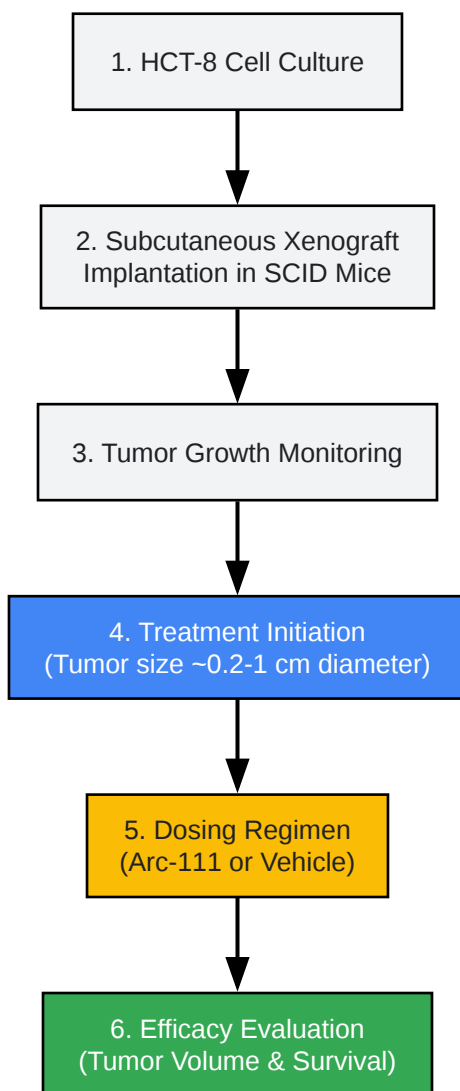 1. HCT-8 Cell Culture
2. Subcutaneous Xenograft
Implantation in SCID Mice
3. Tumor Growth Monitoring
4. Treatment Initiation
(Tumor size ~0.2-1 cm diameter)
5. Dosing Regimen
(Arc-111 or Vehicle)
6. Efficacy Evaluation
(Tumor Volume & Survival)